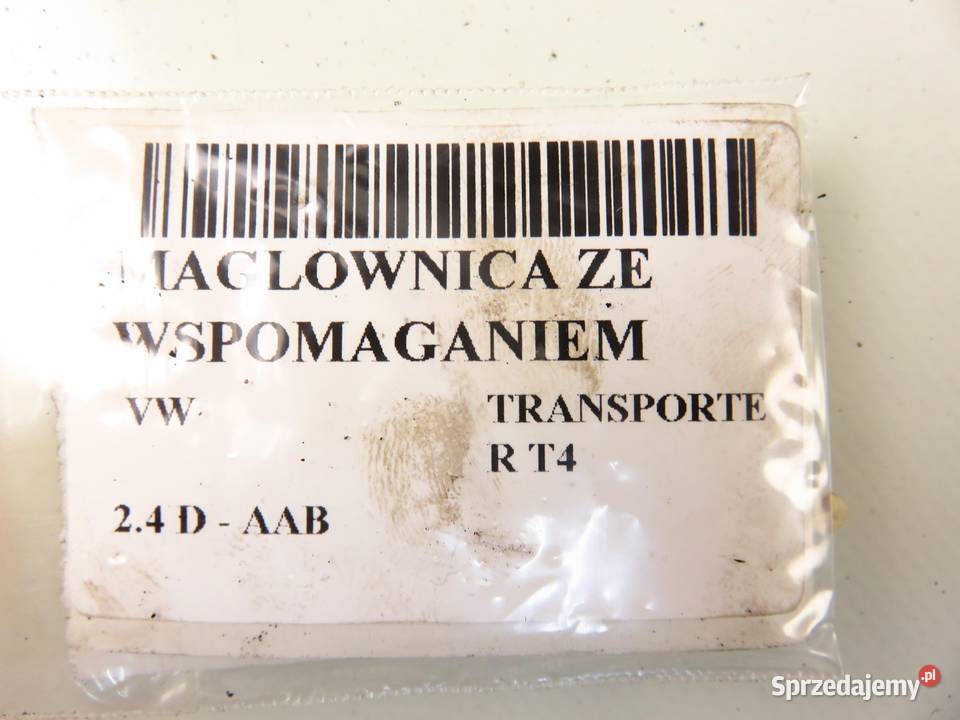 MAGLOWNICA ZE
WSPOMAGANIEM
VW TRANSPORTE
R T4
2.4 D - AAB
Sprzedajemy.pl